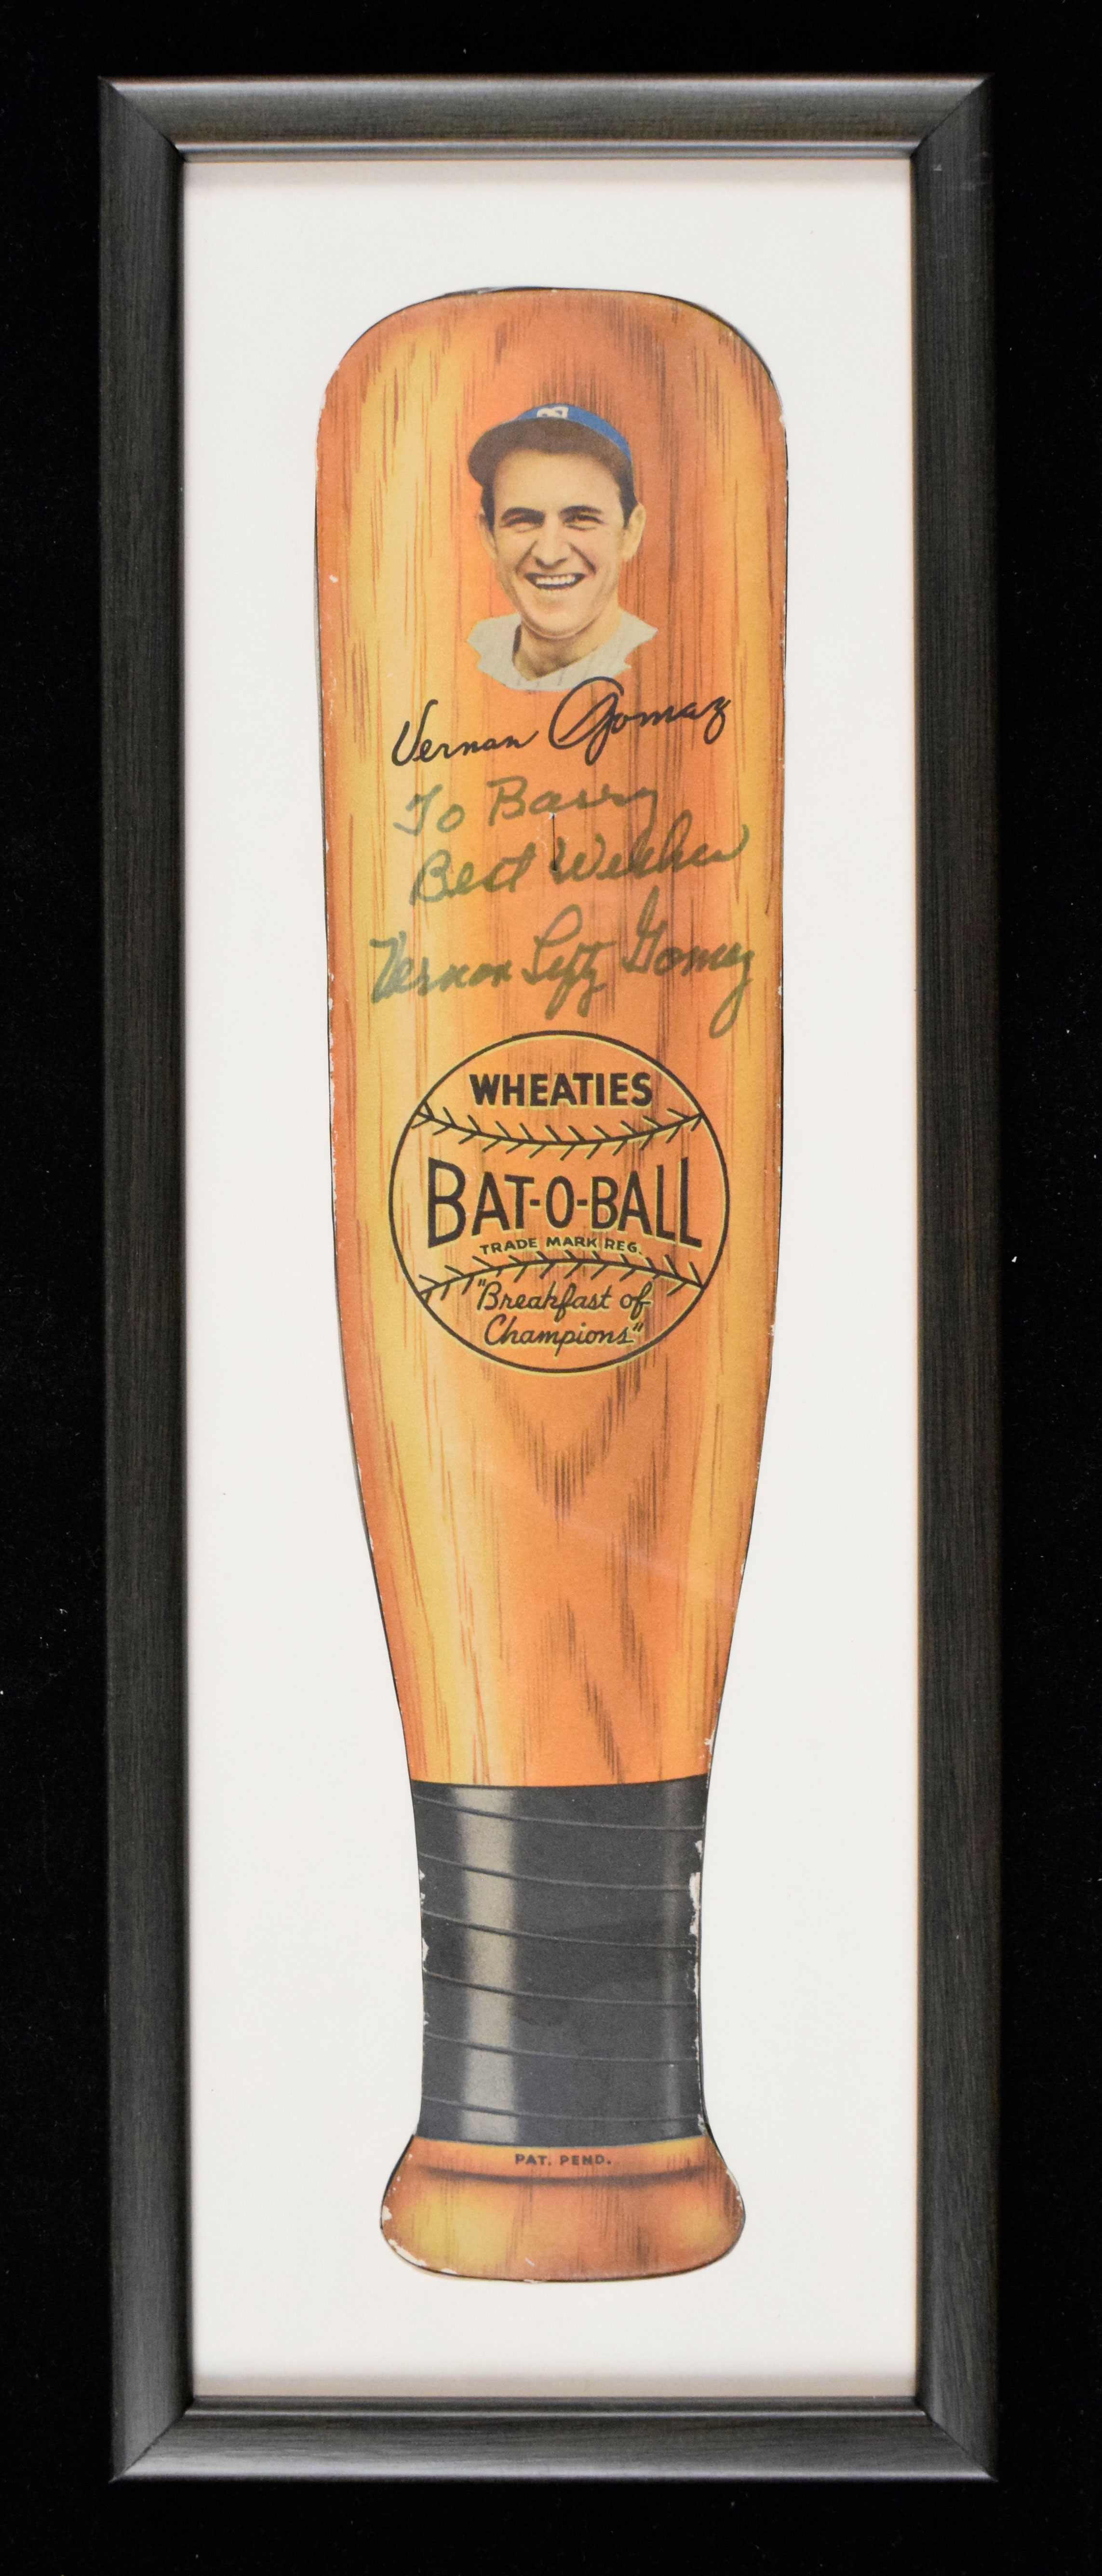 Vernon Gomez
To Barry
Best Wishes
Vernon Lefty Gomez
WHEATIES
BAT-O-BALL
TRADE MARK REG.
"Breakfast of
Champions"
PAT. PEND.